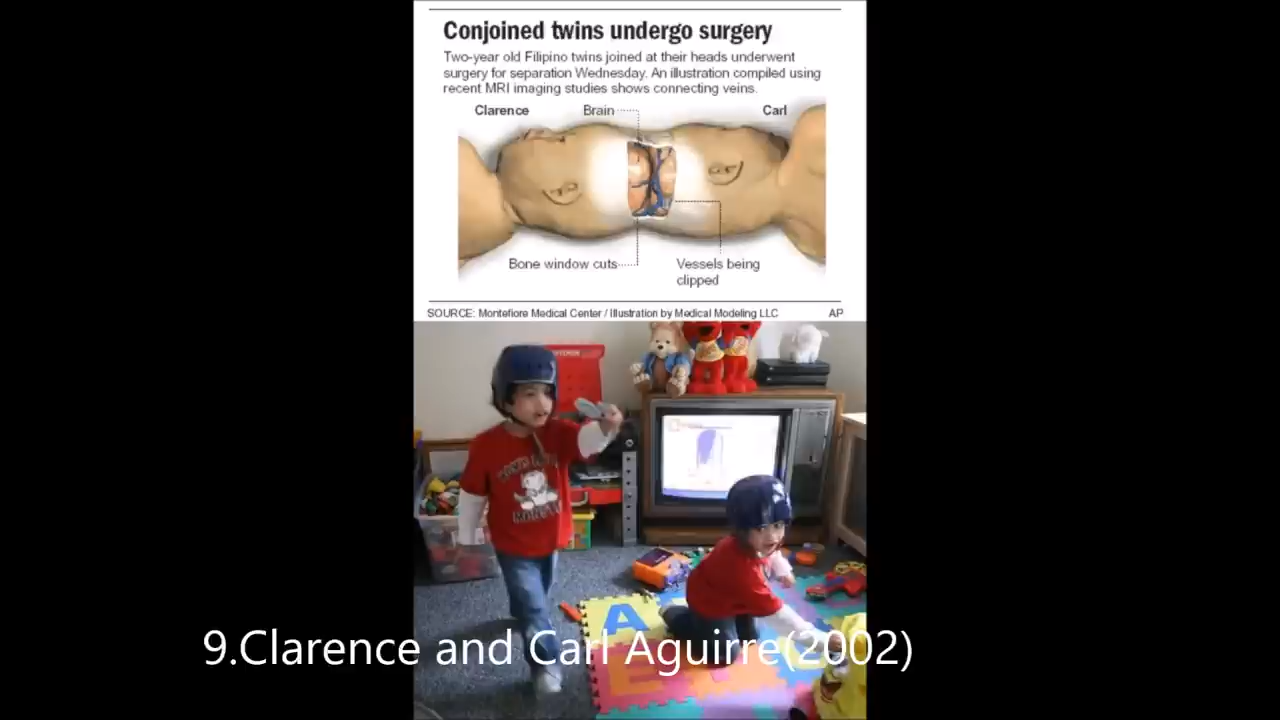 Conjoined twins undergo surgery
Two-year old Filipino twins joined at their heads underwent
surgery for separation Wednesday. An illustration compiled using
recent MRI imaging studies shows connecting veins.
Clarence Brain Carl
Bone window cuts Vessels being
clipped
SOURCE: Montefiore Medical Center / Illustration by Medical Modeling LLC AP
A
E
9.Clarence and Carl Aguirre(2002)